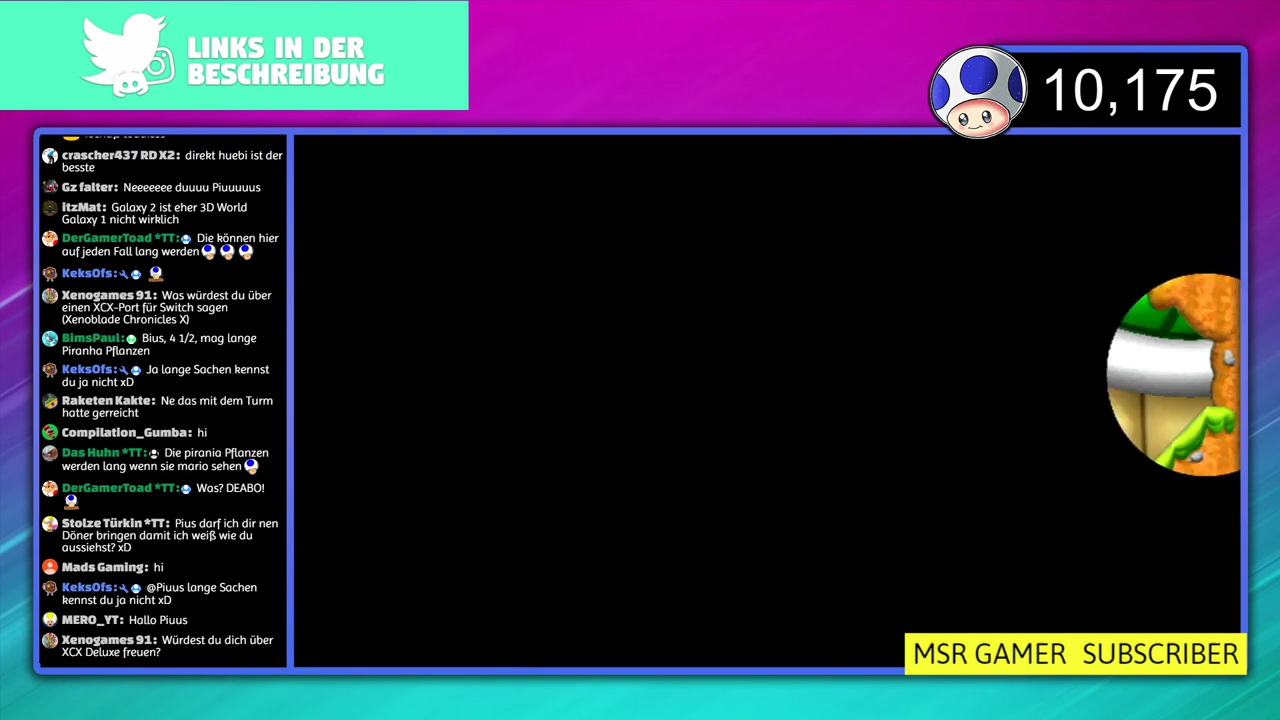 LINKS IN DER
BESCHREIBUNG
10,175
crascher437 RD X2: direkt huebi ist der
besste
Gz falter: Neeeeeee duuuu Piuuuuus
itzMat: Galaxy 2 ist eher 3D World
Galaxy 1 nicht wirklich
DerGamerToad *TT: Die können hier
auf jeden Fall lang werden
KeksOfs:
Xenogames 91: Was würdest du über
einen XCX-Port für Switch sagen
(Xenoblade Chronicles X)
BimsPaul: Bius, 4 1/2, mag lange
Piranha Pflanzen
KeksOfs: Ja lange Sachen kennst
du ja nicht xD
Raketen Kakte: Ne das mit dem Turm
hatte gerreicht
Compilation_Gumba: hi
Das Huhn *TT: Die pirania Pflanzen
werden lang wenn sie mario sehen
DerGamerToad *TT: Was? DEABO!
Stolze Türkin *TT: Pius darf ich dir nen
Döner bringen damit ich weiß wie du
aussiehst? xD
Mads Gaming: hi
KeksOfs: @Piuus lange Sachen
kennst du ja nicht xD
MERO_YT: Hallo Piuus
Xenogames 91: Würdest du dich über
XCX Deluxe freuen?
MSR GAMER SUBSCRIBER